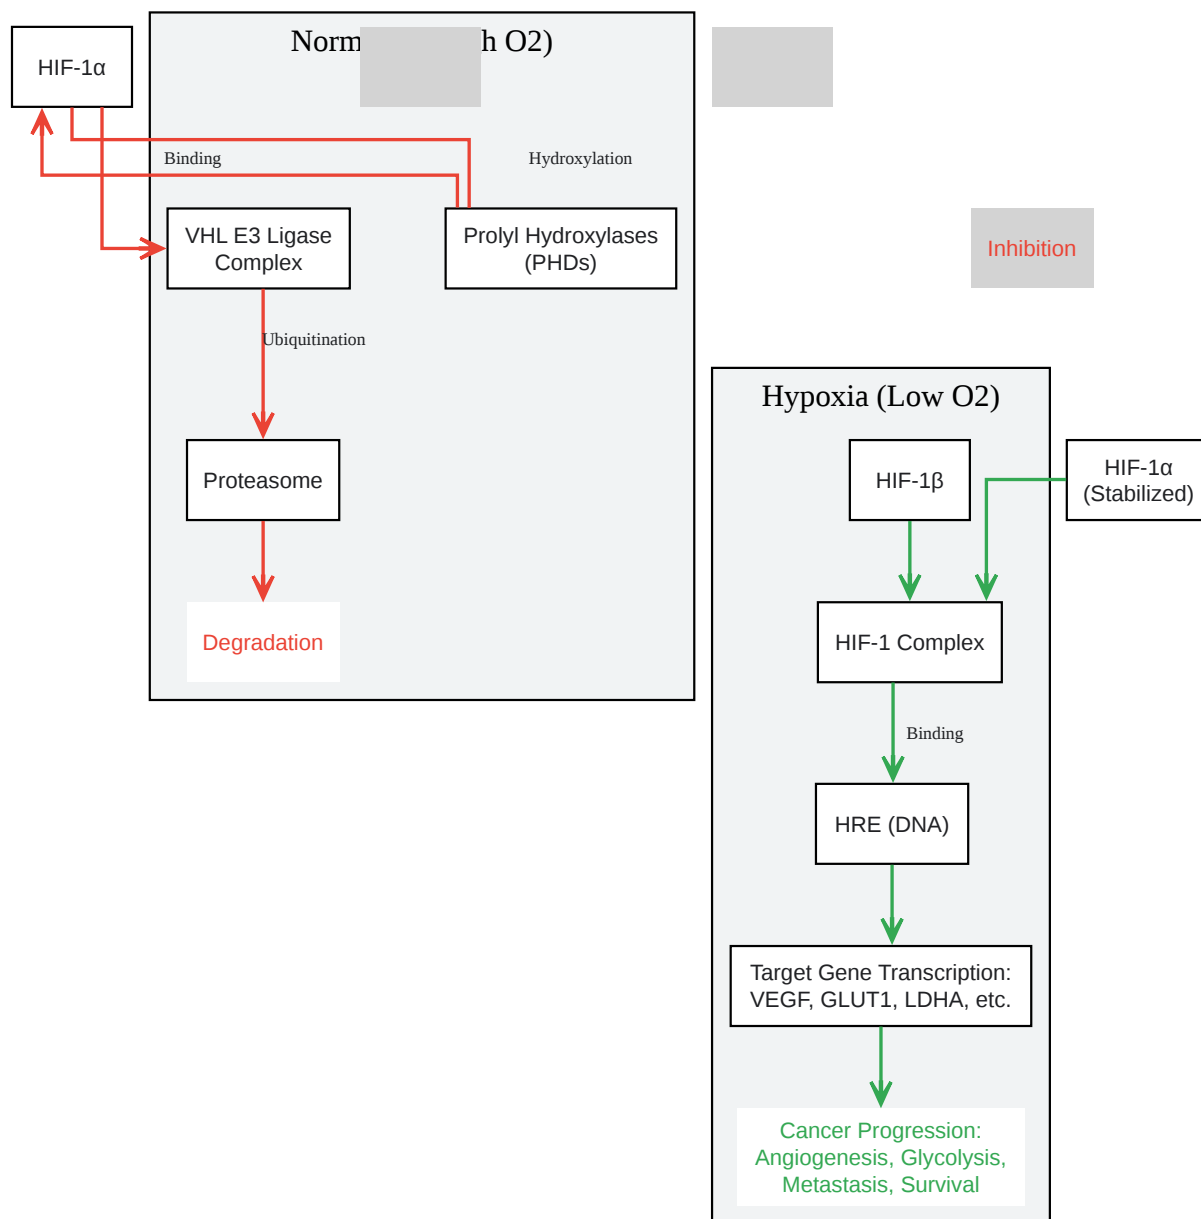 HIF-1α
Norm h O2)
Binding
Hydroxylation
VHL E3 Ligase
Complex
Prolyl Hydroxylases
(PHDs)
Inhibition
Ubiquitination
Hypoxia (Low O2)
Proteasome
HIF-1β
HIF-1α
(Stabilized)
Degradation
HIF-1 Complex
Binding
HRE (DNA)
Target Gene Transcription:
VEGF, GLUT1, LDHA, etc.
Cancer Progression:
Angiogenesis, Glycolysis,
Metastasis, Survival